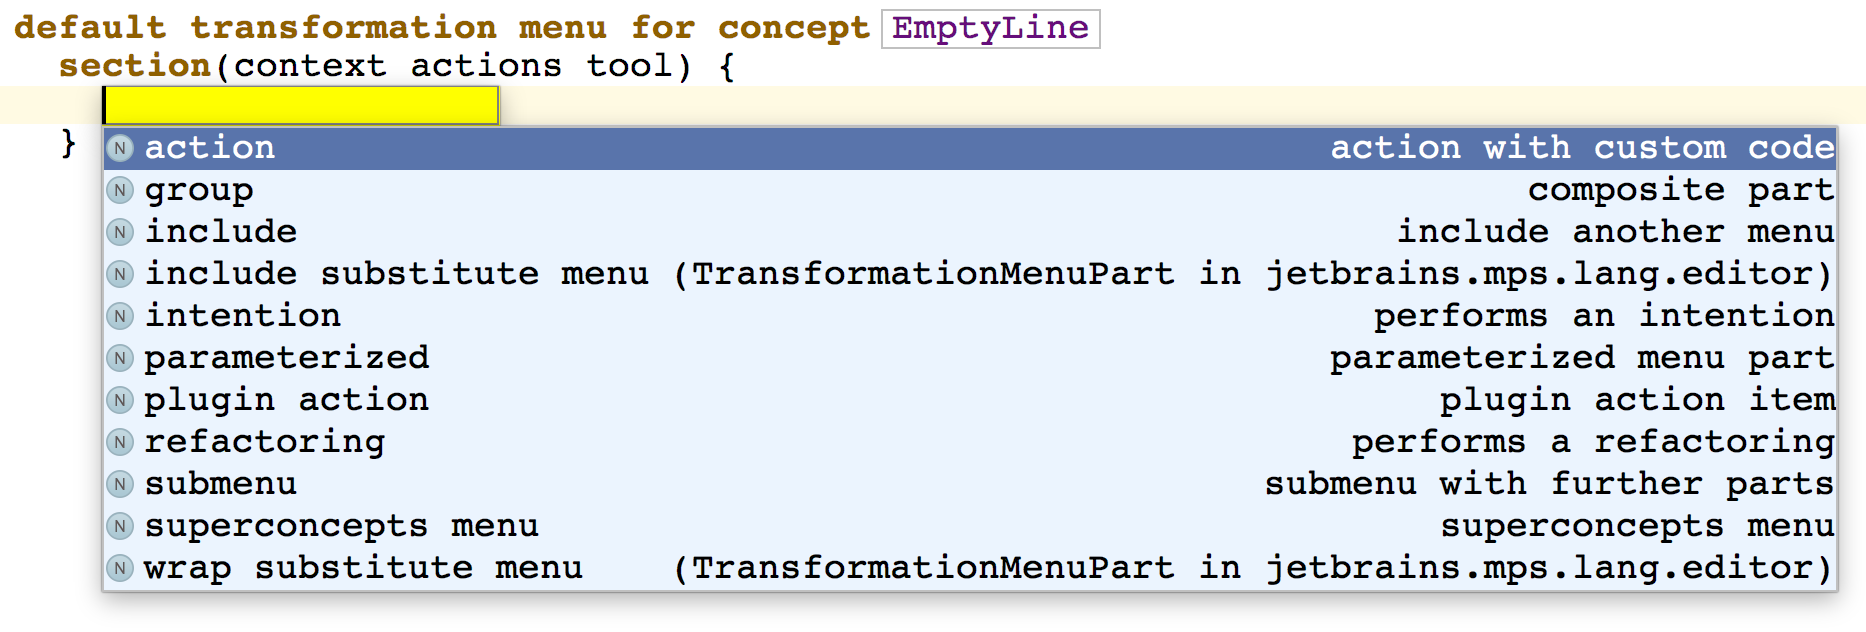 default transformation menu for concept EmptyLine
section(context actions tool) {
}
N action action with custom code
N group composite part
N include include another menu
N include substitute menu (TransformationMenuPart in jetbrains.mps.lang.editor)
N intention performs an intention
N parameterized parameterized menu part
N plugin action plugin action item
N refactoring performs a refactoring
N submenu submenu with further parts
N superconcepts menu superconcepts menu
N wrap substitute menu (TransformationMenuPart in jetbrains.mps.lang.editor)